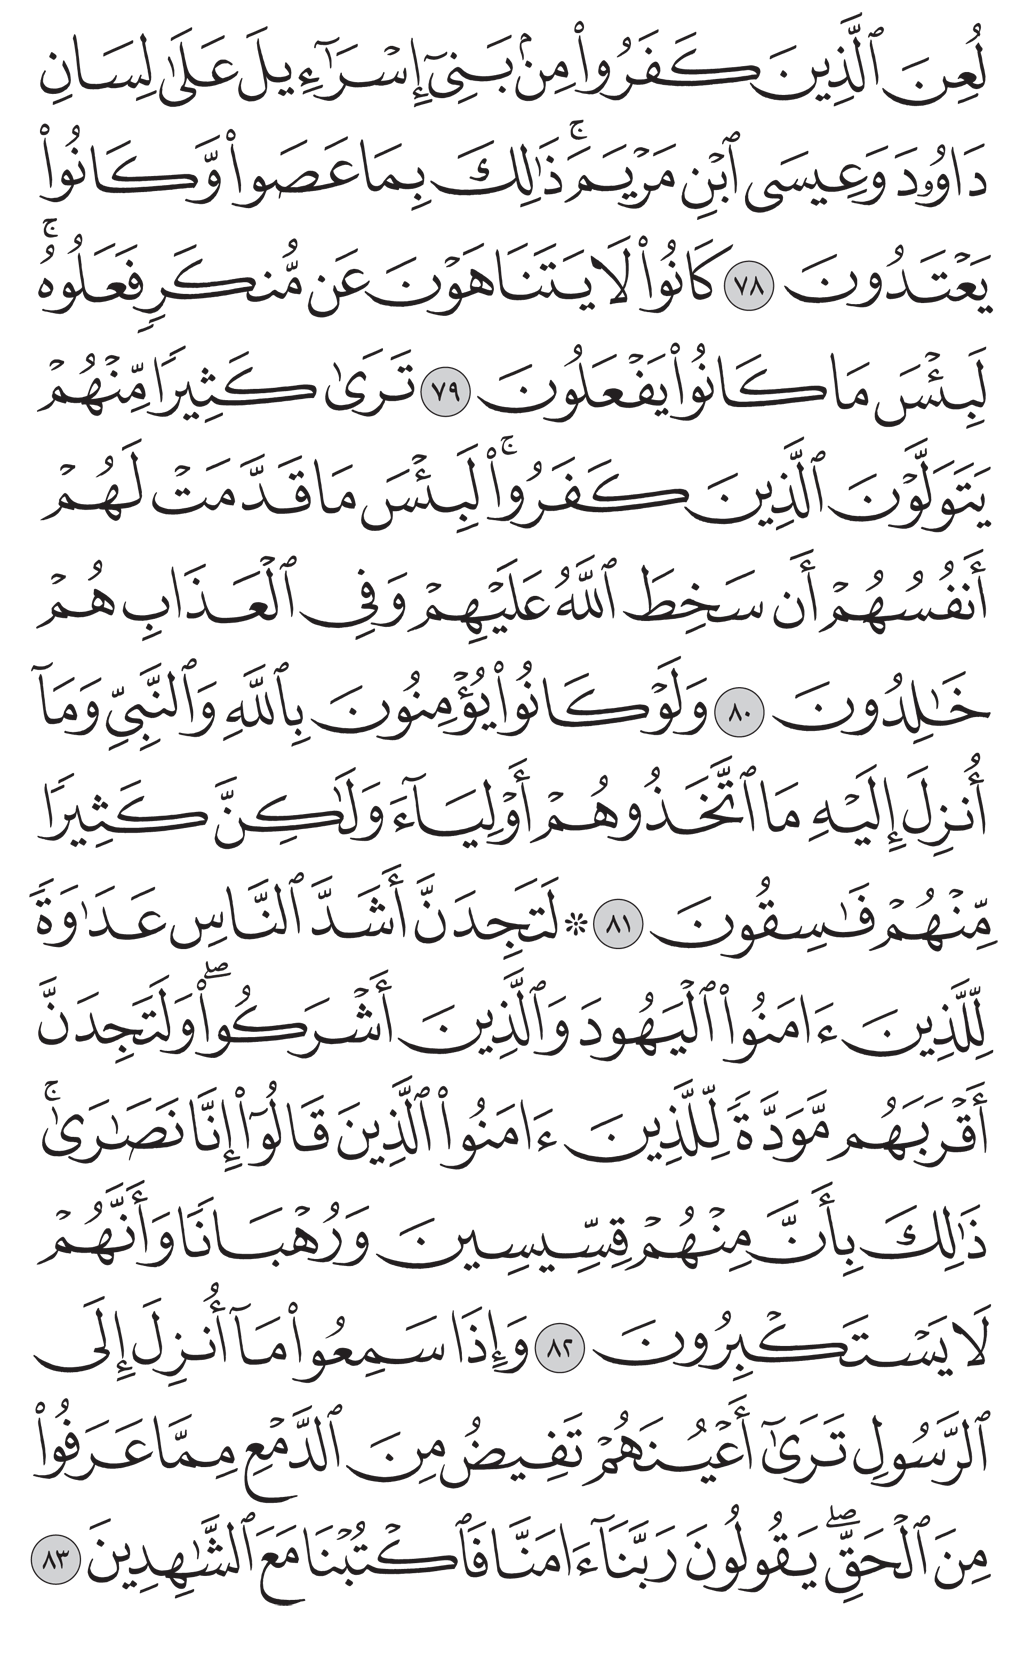 لُعِنَ ٱلَّذِينَ كَفَرُوا۟ مِنۢ بَنِىٓ إِسْرَٰٓءِيلَ عَلَىٰ لِسَانِ
دَاوُۥدَ وَعِيسَى ٱبْنِ مَرْيَمَ ۚ ذَٰلِكَ بِمَا عَصَوا۟ وَّكَانُوا۟
يَعْتَدُونَ ٧٨ كَانُوا۟ لَا يَتَنَاهَوْنَ عَن مُّنكَرٍ فَعَلُوهُ ۚ
لَبِئْسَ مَا كَانُوا۟ يَفْعَلُونَ ٧٩ تَرَىٰ كَثِيرًا مِّنْهُمْ
يَتَوَلَّوْنَ ٱلَّذِينَ كَفَرُوا۟ ۚ لَبِئْسَ مَا قَدَّمَتْ لَهُمْ
أَنفُسُهُمْ أَن سَخِطَ ٱللَّهُ عَلَيْهِمْ وَفِى ٱلْعَذَابِ هُمْ
خَٰلِدُونَ ٨٠ وَلَوْ كَانُوا۟ يُؤْمِنُونَ بِٱللَّهِ وَٱلنَّبِىِّ وَمَآ
أُنزِلَ إِلَيْهِ مَا ٱتَّخَذُوهُمْ أَوْلِيَآءَ وَلَٰكِنَّ كَثِيرًا
مِّنْهُمْ فَٰسِقُونَ ٨١ ۞ لَتَجِدَنَّ أَشَدَّ ٱلنَّاسِ عَدَٰوَةً
لِّلَّذِينَ ءَامَنُوا۟ ٱلْيَهُودَ وَٱلَّذِينَ أَشْرَكُوا۟ ۖ وَلَتَجِدَنَّ
أَقْرَبَهُم مَّوَدَّةً لِّلَّذِينَ ءَامَنُوا۟ ٱلَّذِينَ قَالُوٓا۟ إِنَّا نَصَٰرَىٰ ۚ
ذَٰلِكَ بِأَنَّ مِنْهُمْ قِسِّيسِينَ وَرُهْبَانًا وَأَنَّهُمْ
لَا يَسْتَكْبِرُونَ ٨٢ وَإِذَا سَمِعُوا۟ مَآ أُنزِلَ إِلَى
ٱلرَّسُولِ تَرَىٰٓ أَعْيُنَهُمْ تَفِيضُ مِنَ ٱلدَّمْعِ مِمَّا عَرَفُوا۟
مِنَ ٱلْحَقِّ ۖ يَقُولُونَ رَبَّنَآ ءَامَنَّا فَٱكْتُبْنَا مَعَ ٱلشَّٰهِدِينَ ٨٣